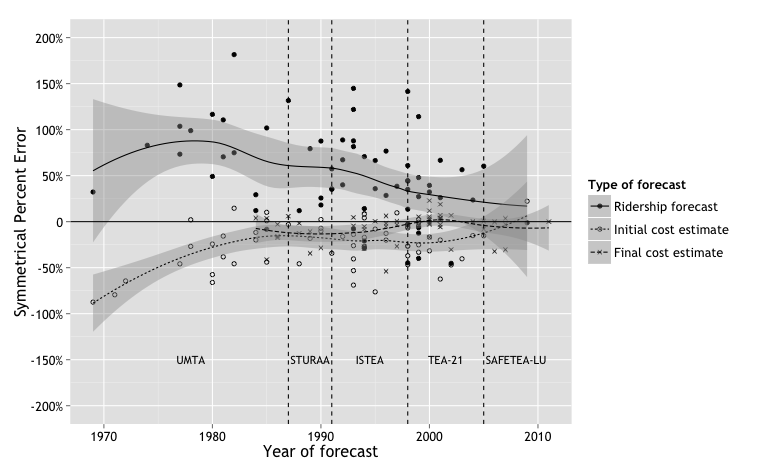 200%
150%
100%
50%
0
-50%
-100%
-150%
-200%
Symmetrical Percent Error
UMTA STURAA ISTEA TEA-21 SAFETEA-LU
1970 1980 1990 2000 2010
Year of forecast
Type of forecast
Ridership forecast
Initial cost estimate
Final cost estimate